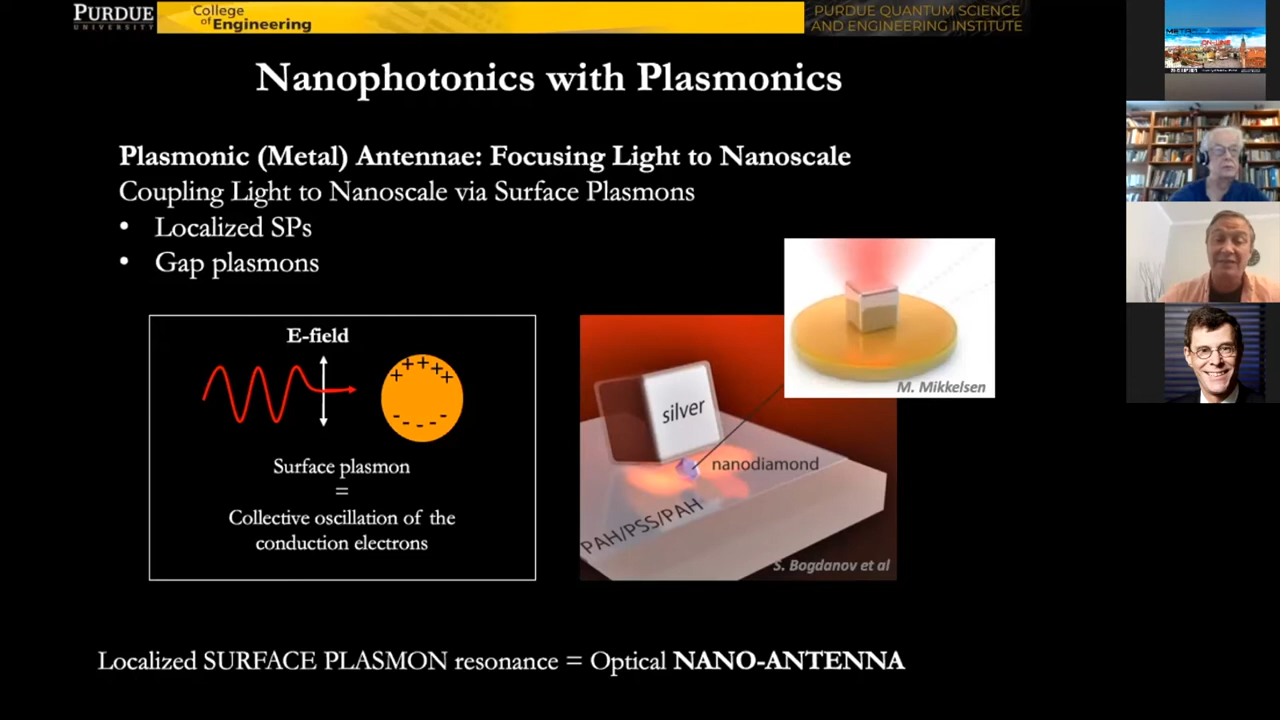 PURDUE
UNIVERSITY
College
of Engineering
PURDUE QUANTUM SCIENCE
AND ENGINEERING INSTITUTE
Nanophotonics with Plasmonics
Plasmonic (Metal) Antennae: Focusing Light to Nanoscale
Coupling Light to Nanoscale via Surface Plasmons
• Localized SPs
• Gap plasmons
E-field
+ + + + +
- - - - -
Surface plasmon
=
Collective oscillation of the
conduction electrons
M. Mikkelsen
silver
nanodiamond
PAH/PSS/PAH
S. Bogdanov et al
Localized SURFACE PLASMON resonance = Optical NANO-ANTENNA
ON-LINE